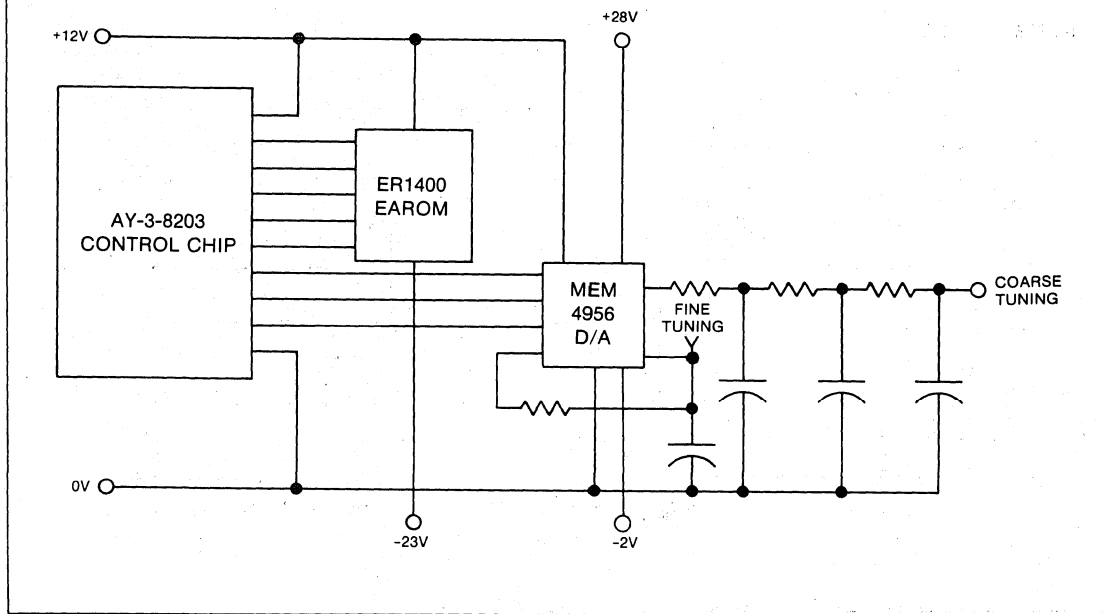 +28V
+12V
ER1400
EAROM
AY-3-8203
CONTROL CHIP
MEM
4956
D/A
FINE
TUNING
COARSE
TUNING
0V
-23V
-2V